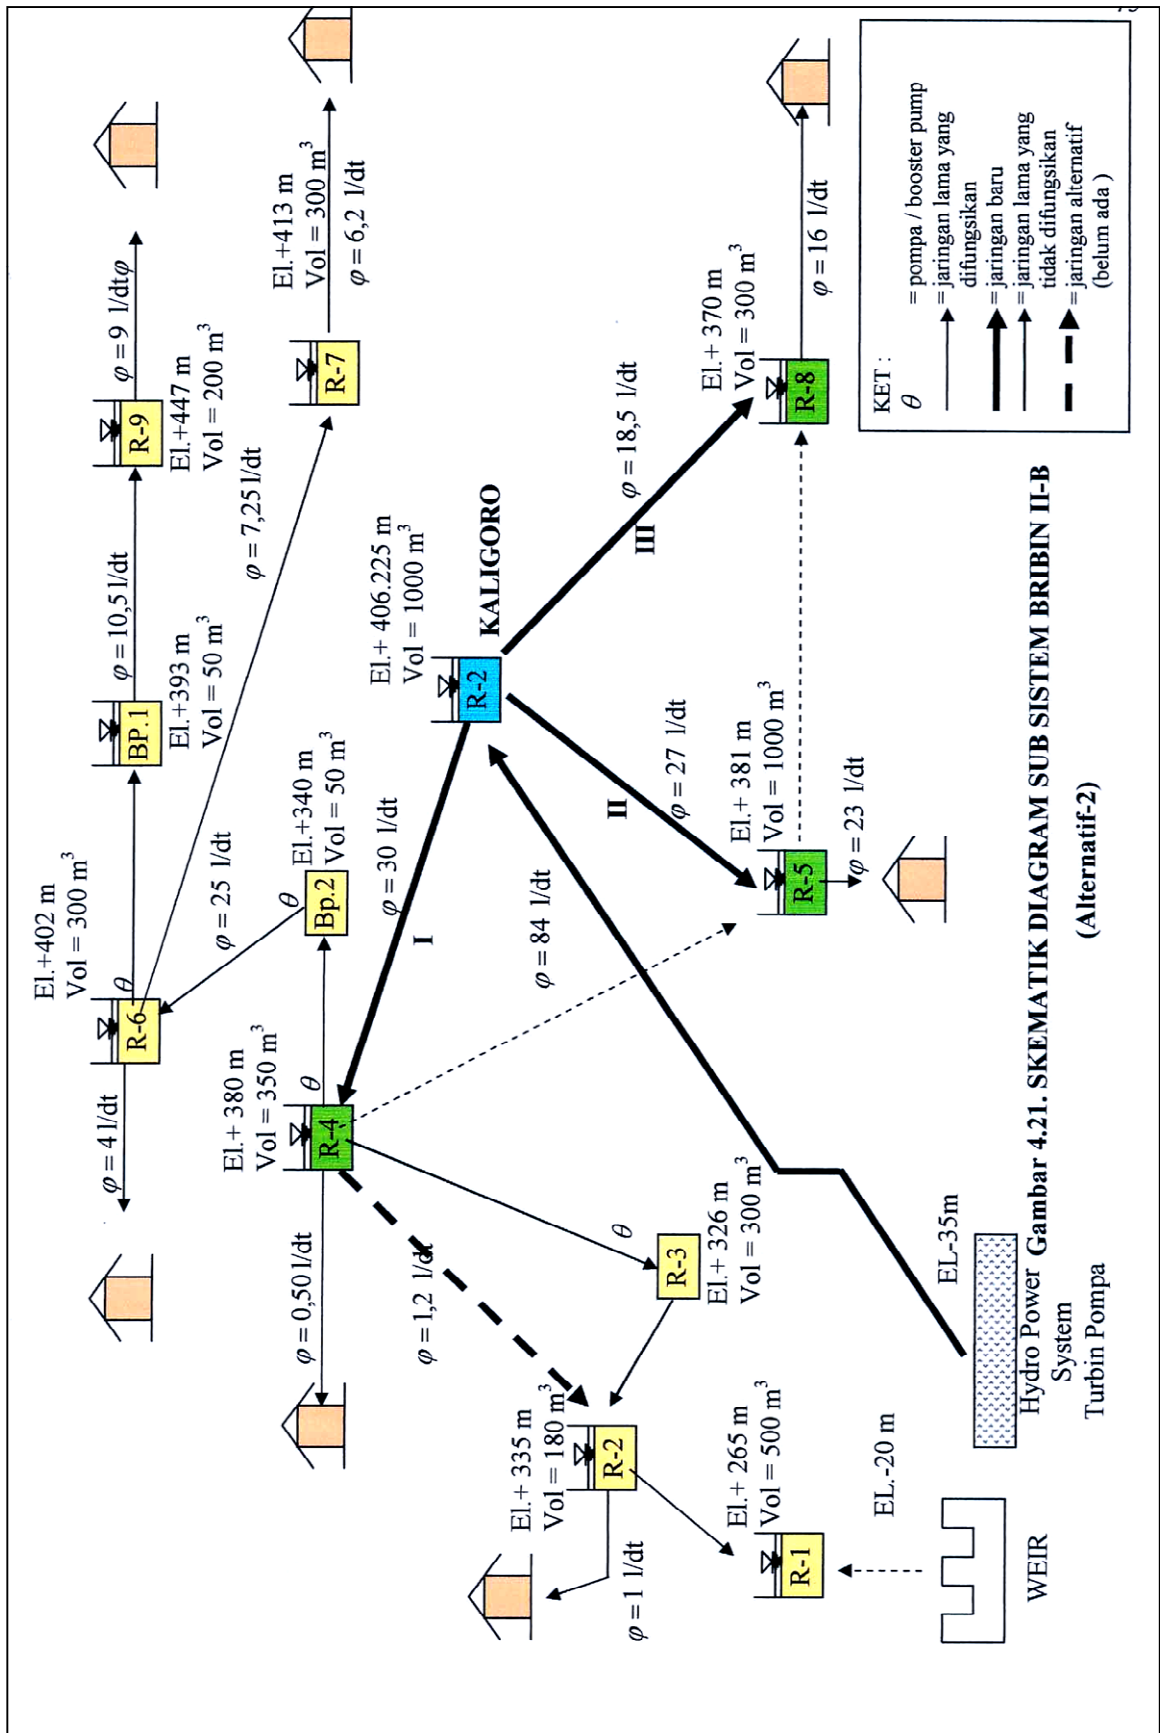 El.+402 m
Vol = 300 m³
R-6
θ
φ = 4 l/dt
φ = 25 l/dt
BP.1
El.+393 m
Vol = 50 m³
φ = 10,5 l/dt
R-9
El.+447 m
Vol = 200 m³
φ = 9 l/dtφ
φ = 7,25 l/dt
R-7
El.+413 m
Vol = 300 m³
φ = 6,2 l/dt
El.+ 380 m
Vol = 350 m³
R-4
θ
φ = 0,50 l/dt
φ = 1,2 l/dt
θ
Bp.2
El.+340 m
Vol = 50 m³
φ = 30 l/dt
I
El.+ 406.225 m
Vol = 1000 m³
R-2
KALIGORO
φ = 18,5 l/dt
III
φ = 27 l/dt
II
φ = 84 l/dt
El.+ 335 m
Vol = 180 m³
R-2
φ = 1 l/dt
θ
R-3
El.+ 326 m
Vol = 300 m³
El.+ 265 m
Vol = 500 m³
R-1
El.+ 381 m
Vol = 1000 m³
R-5
φ = 23 l/dt
El.+ 370 m
Vol = 300 m³
R-8
φ = 16 l/dt
EL.-20 m
WEIR
EL-35m
Hydro Power
System
Turbin Pompa
KET :
θ = pompa / booster pump
= jaringan lama yang
difungsikan
= jaringan baru
= jaringan lama yang
tidak difungsikan
= jaringan alternatif
(belum ada )
Gambar 4.21. SKEMATIK DIAGRAM SUB SISTEM BRIBIN II-B
(Alternatif-2)